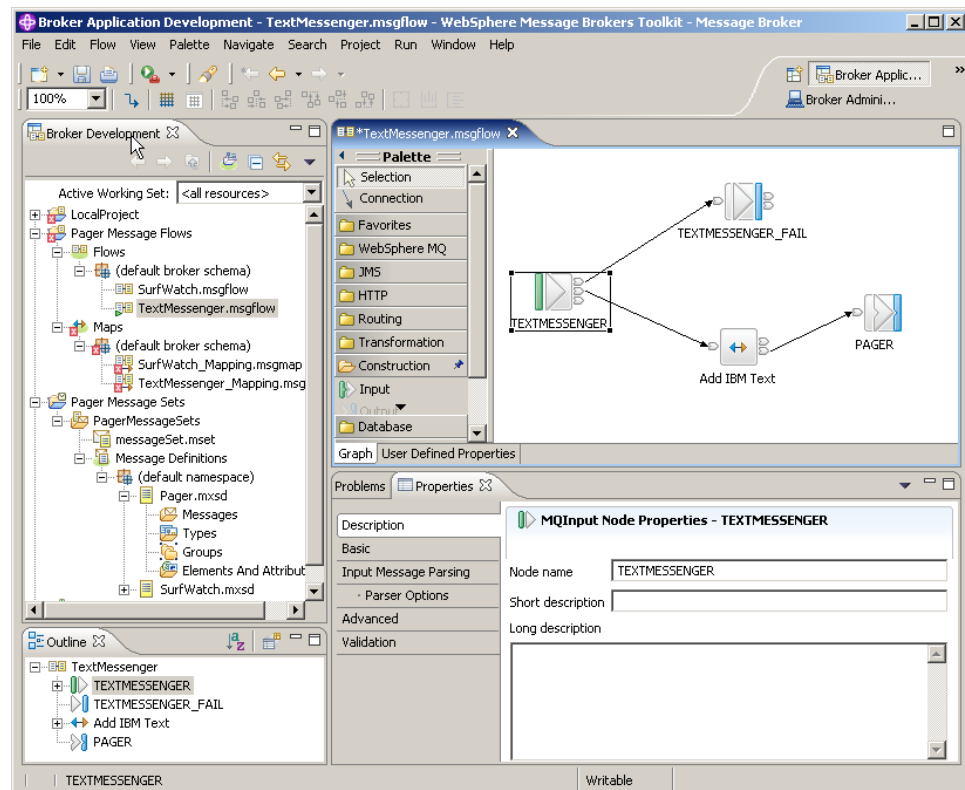 Broker Application Development - TextMessenger.msgflow - WebSphere Message Brokers Toolkit - Message Broker
File Edit Flow View Palette Navigate Search Project Run Window Help
Broker Applic...
»
100%
Broker Admini...
Broker Development
Active Working Set: <all resources>
LocalProject
Pager Message Flows
Flows
(default broker schema)
SurfWatch.msgflow
TextMessenger.msgflow
Maps
(default broker schema)
SurfWatch_Mapping.msgmap
TextMessenger_Mapping.msg
Pager Message Sets
PagerMessageSets
messageSet.mset
Message Definitions
(default namespace)
Pager.mxsd
Messages
Types
Groups
Elements And Attribut
SurfWatch.mxsd
Outline
TextMessenger
TEXTMESSENGER
TEXTMESSENGER_FAIL
Add IBM Text
PAGER
*TextMessenger.msgflow
Palette
Selection
Connection
Favorites
WebSphere MQ
JMS
HTTP
Routing
Transformation
Construction
Input
Output
Database
TEXTMESSENGER_FAIL
TEXTMESSENGER
PAGER
Add IBM Text
Graph User Defined Properties
Problems Properties
Description
Basic
Input Message Parsing
· Parser Options
Advanced
Validation
MQInput Node Properties - TEXTMESSENGER
Node name TEXTMESSENGER
Short description
Long description
TEXTMESSENGER
Writable